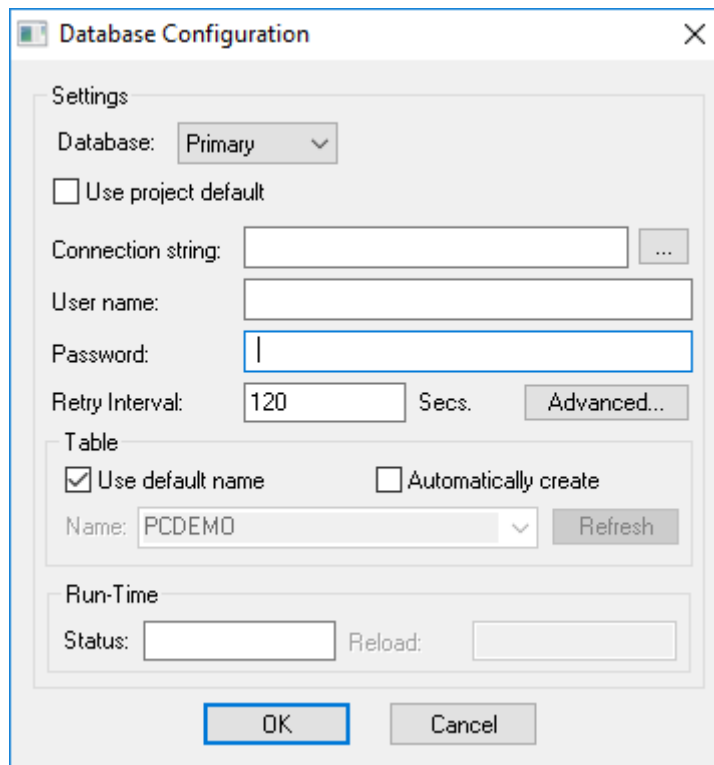 Database Configuration
Settings
Database: Primary
Use project default
Connection string: ...
User name:
Password:
Retry Interval: 120 Secs. Advanced...
Table
Use default name Automatically create
Name: PCDEMO Refresh
Run-Time
Status: Reload:
OK Cancel